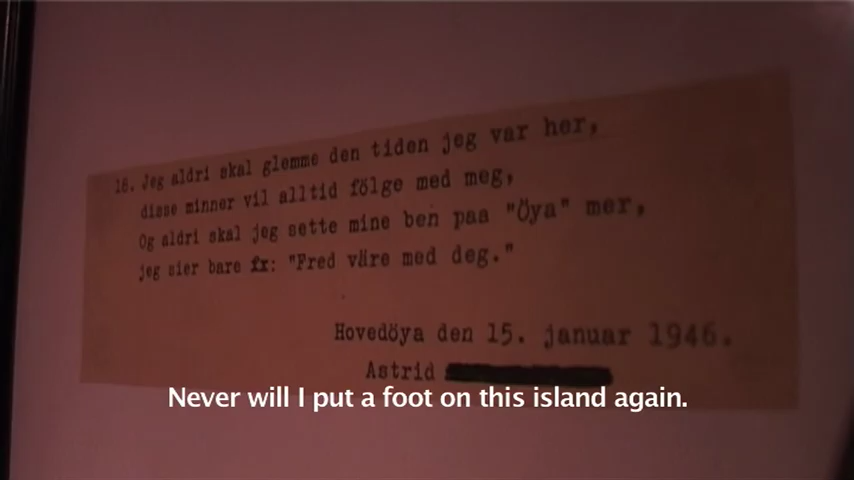 16. Jeg aldri skal glemme den tiden jeg var her,
disse minner vil alltid fölge med meg,
Og aldri skal jeg sette mine ben paa "Öya" mer,
jeg sier bare fx: "Fred väre med deg."
Hovedöya den 15. januar 1946.
Astrid
Never will I put a foot on this island again.